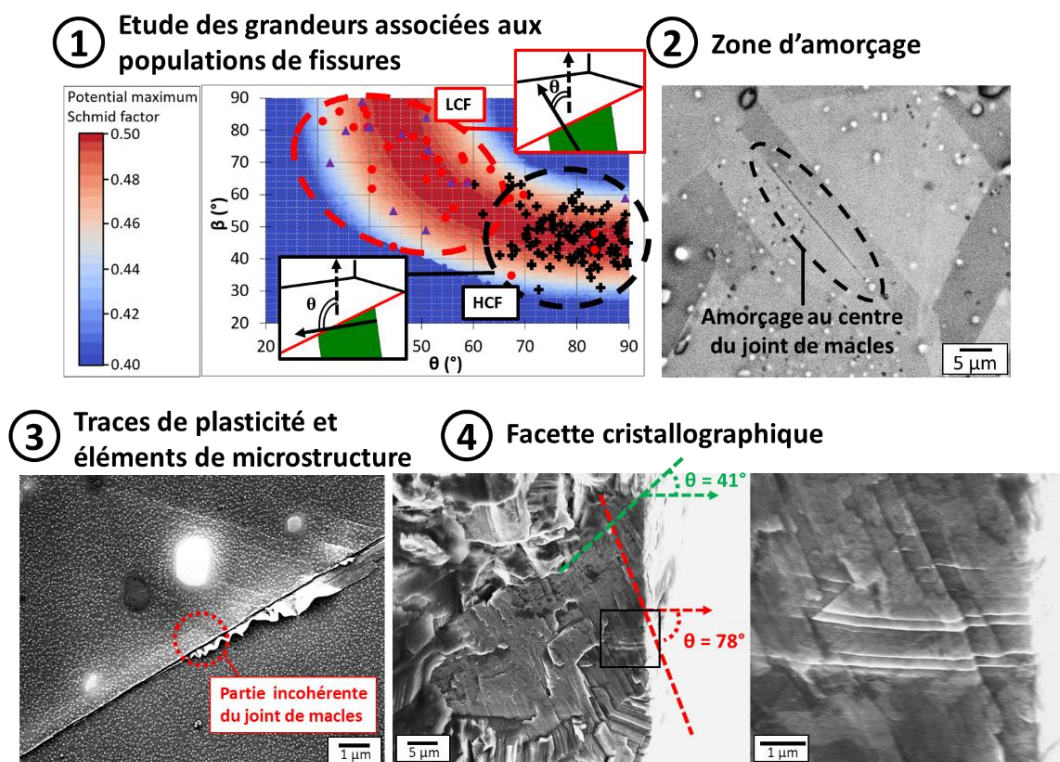 1
Etude des grandeurs associées aux
populations de fissures
Potential maximum
Schmid factor
0.50
0.48
0.46
0.44
0.42
0.40
β (°)
90
80
70
60
50
40
30
20
20
50
60
70
80
90
θ (°)
LCF
θ
HCF
θ
2
Zone d'amorçage
Amorçage au centre
du joint de macles
5 µm
3
Traces de plasticité et
éléments de microstructure
Partie incohérente
du joint de macles
1 µm
4
Facette cristallographique
θ = 41°
θ = 78°
5 µm
1 µm